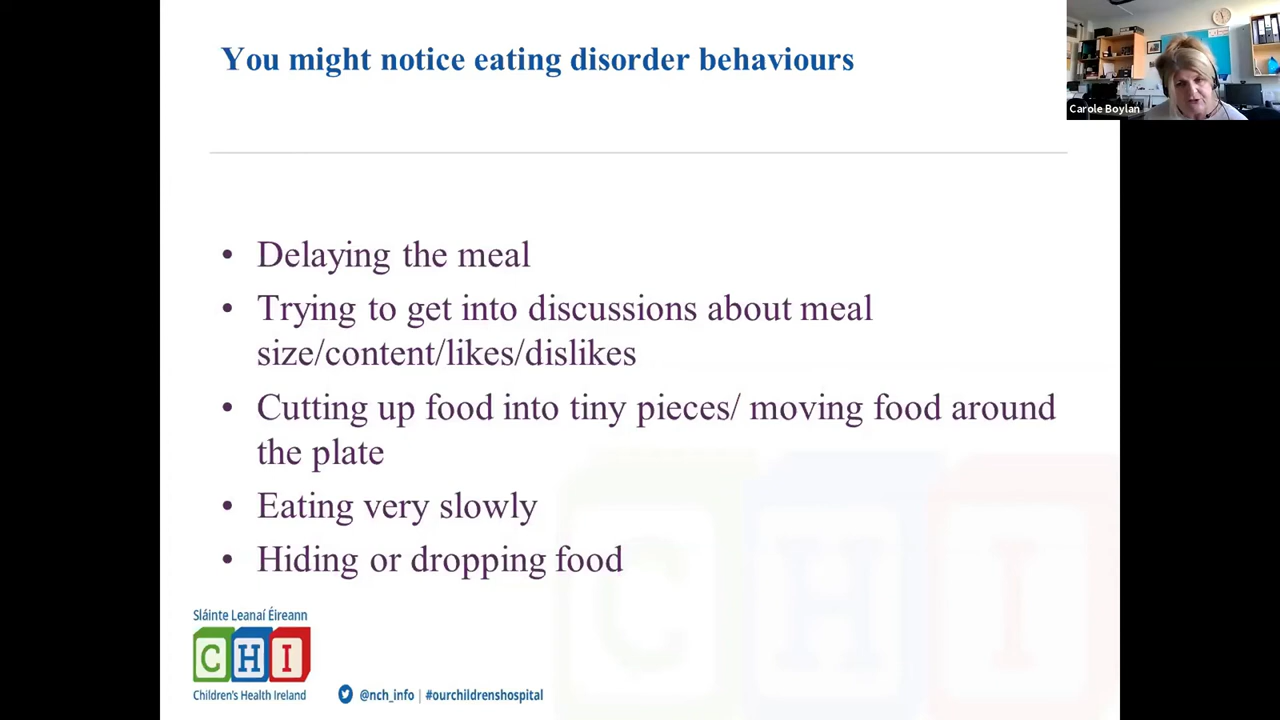 You might notice eating disorder behaviours
Carole Boylan
• Delaying the meal
• Trying to get into discussions about meal
size/content/likes/dislikes
• Cutting up food into tiny pieces/ moving food around
the plate
• Eating very slowly
• Hiding or dropping food
Sláinte Leanaí Éireann
CHI
Children's Health Ireland
@nch_info | #ourchildrenshospital
CHI